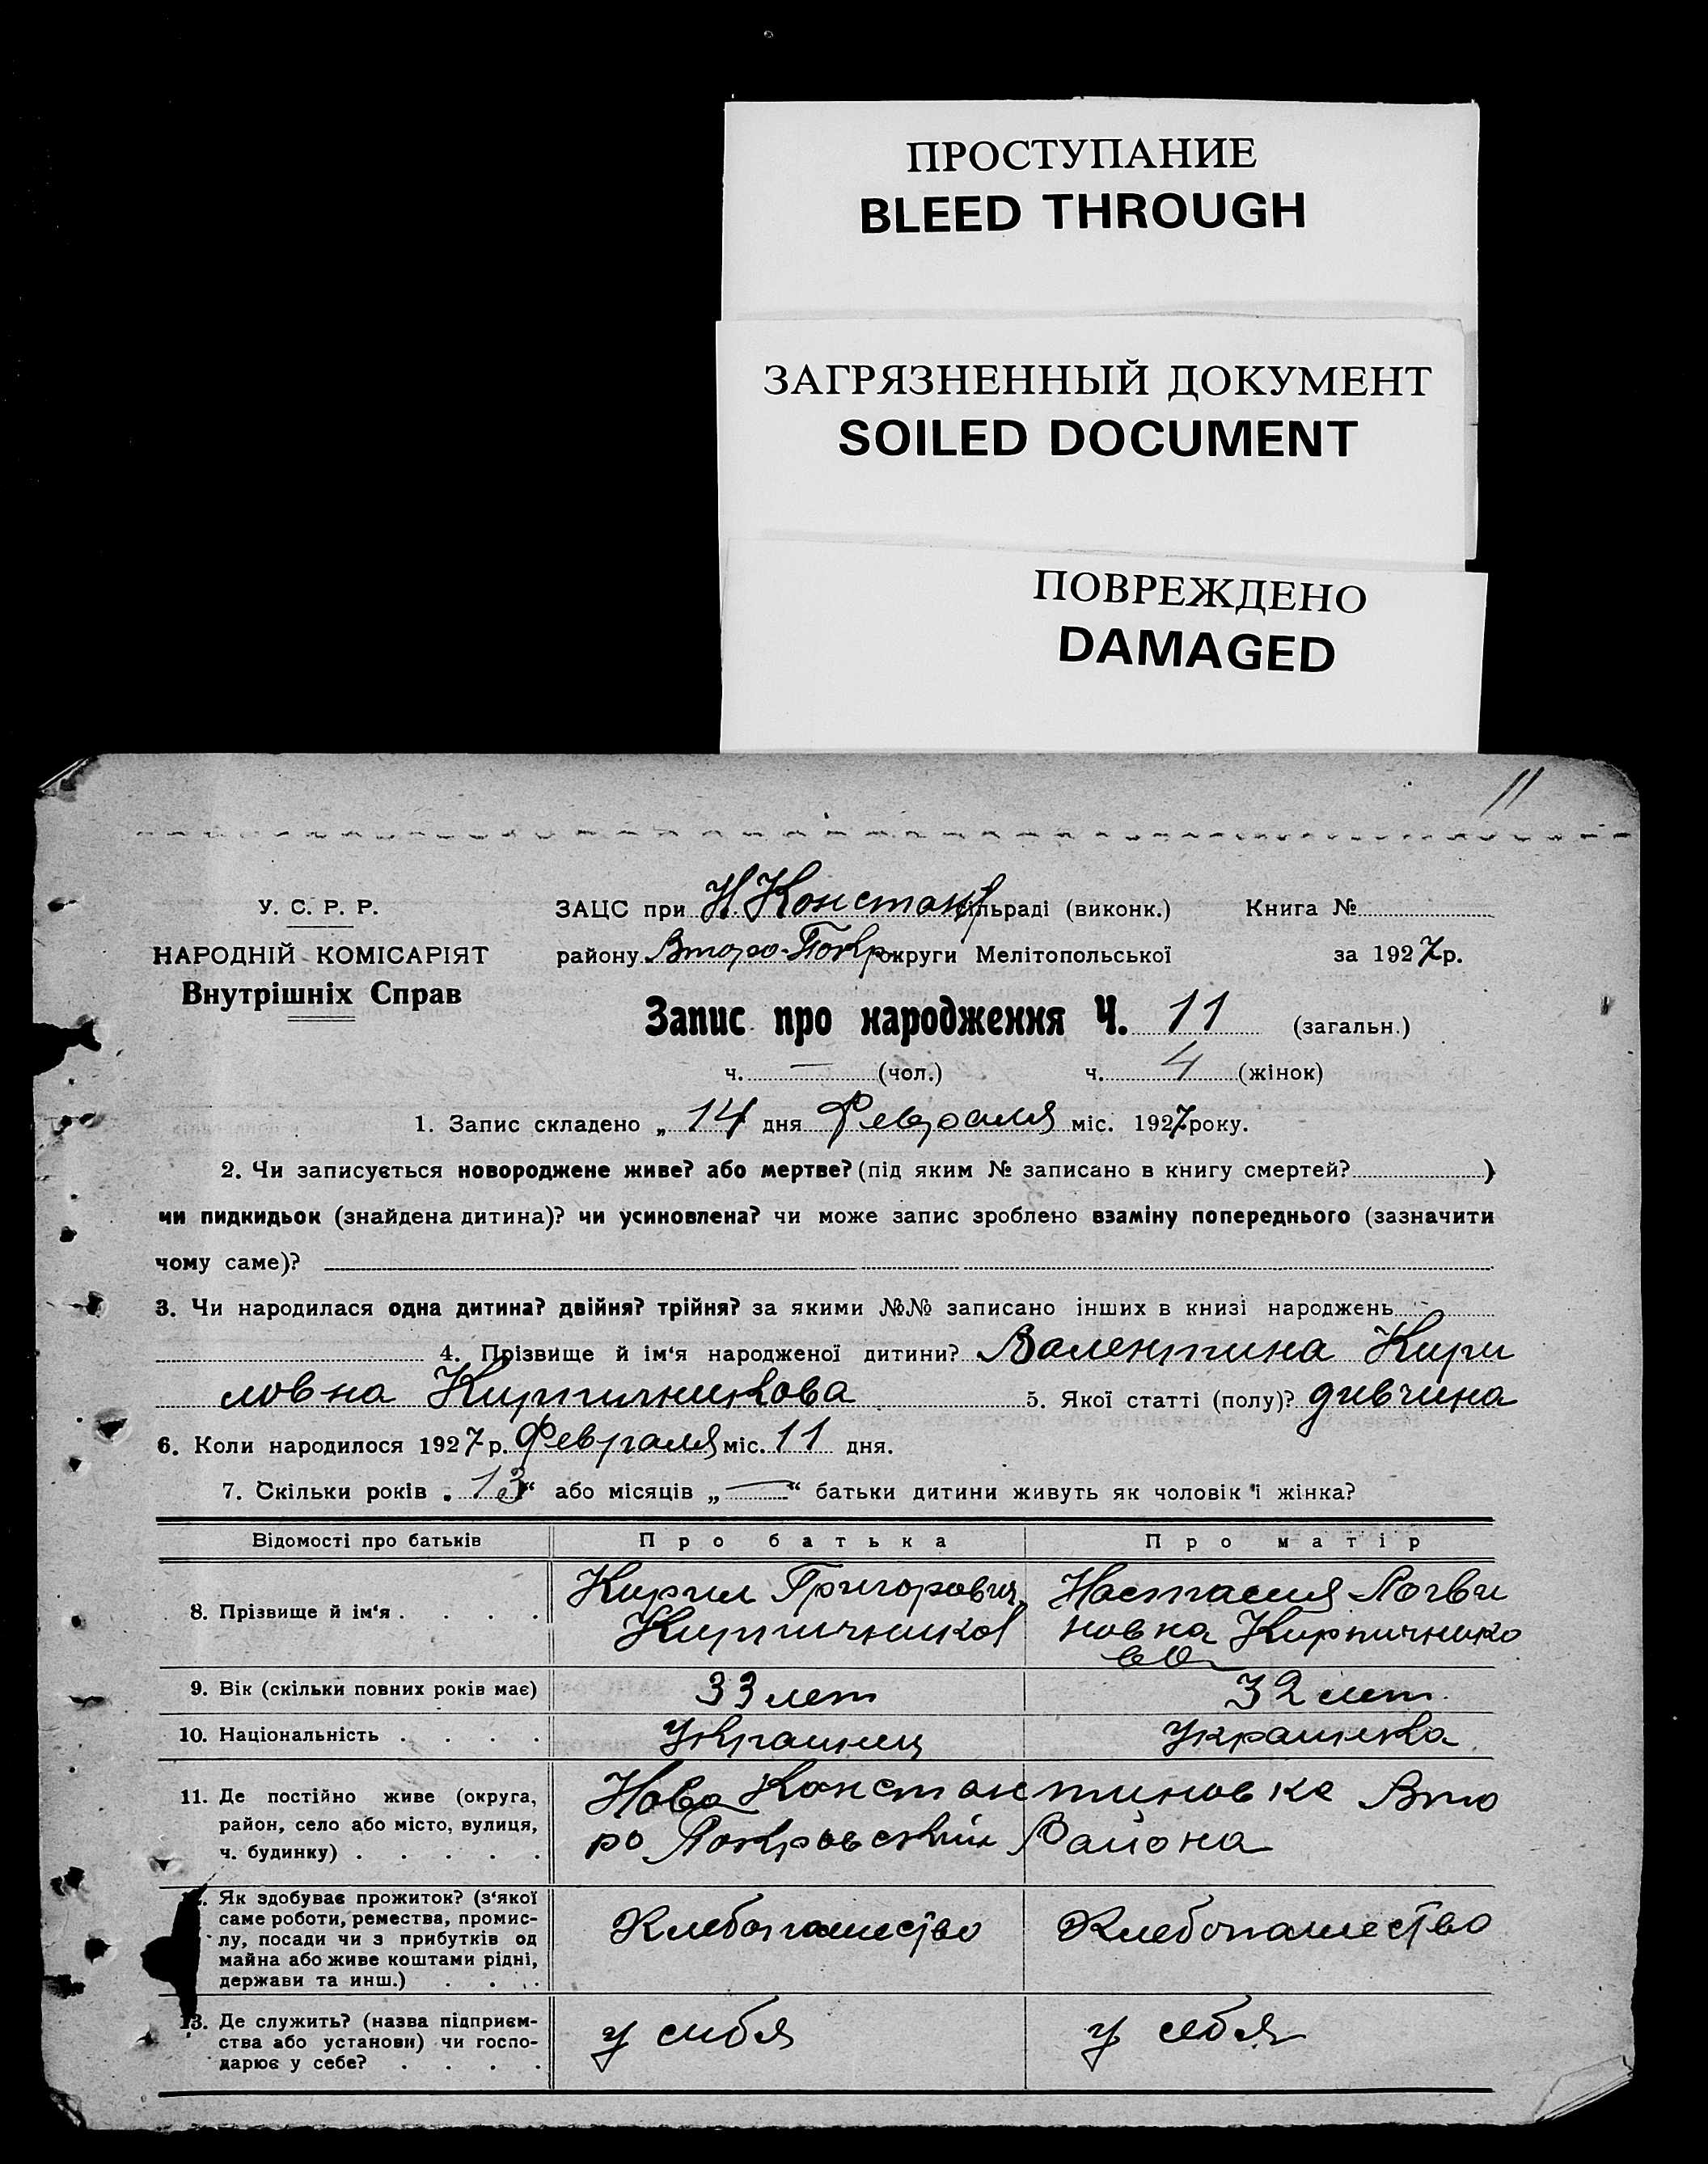 ПРОСТУПАНИЕ
BLEED THROUGH
ЗАГРЯЗНЕННЫЙ ДОКУМЕНТ
SOILED DOCUMENT
ПОВРЕЖДЕНО
DAMAGED
11
У. С. Р. Р.
НАРОДНІЙ КОМІСАРІЯТ
Внутрішніх Справ
ЗАЦС при Н. Констант сільраді (виконк.) Книга №
району Второ-Покр округи Мелітопольської за 1927 р.
Запис про народження Ч. 11 (загальн.)
ч. — (чол.) ч. 4 (жінок)
1. Запис складено „ 14 дня Февраля міс. 1927 року.
2. Чи записується новороджене живе? або мертве? (під яким № записано в книгу смертей? )
чи пидкидьок (знайдена дитина)? чи усиновлена? чи може запис зроблено взаміну попереднього (зазначити
чому саме)?
3. Чи народилася одна дитина? двійня? трійня? за якими №№ записано інших в книзі народжень
4. Прізвище й ім‘я народженої дитини? Валентина Кири
ловна Кирпичникова 5. Якої статті (полу)? дивчина
6. Коли народилося 1927 р. Февраля міс. 11 дня.
7. Скільки років „ 13 “ або місяців „ — “ батьки дитини живуть як чоловік і жінка?
Відомості про батьків Про батька Про матір
8. Прізвище й ім‘я . . . . Кирил Григорович Кирпичников Настасия Логви
новна Кирпичнико
ва
9. Вік (скільки повних років має) 33 лет 32 лет.
10. Національність . . . . Украинец Украинка
11. Де постійно живе (округа,
район, село або місто, вулиця,
ч. будинку) . . . . .
Ново Константиновка Вто
ро Покровский Района
12. Як здобуває прожиток? (з‘якої
саме роботи, ремества, промис-
лу, посади чи з прибутків од
майна або живе коштами рідні,
держави та инш.) . . . .
Хлебопашество Хлебопашество
13. Де служить? (назва підприєм-
ства або установи) чи госпо-
дарює у себе? . . . .
у сибя у себя